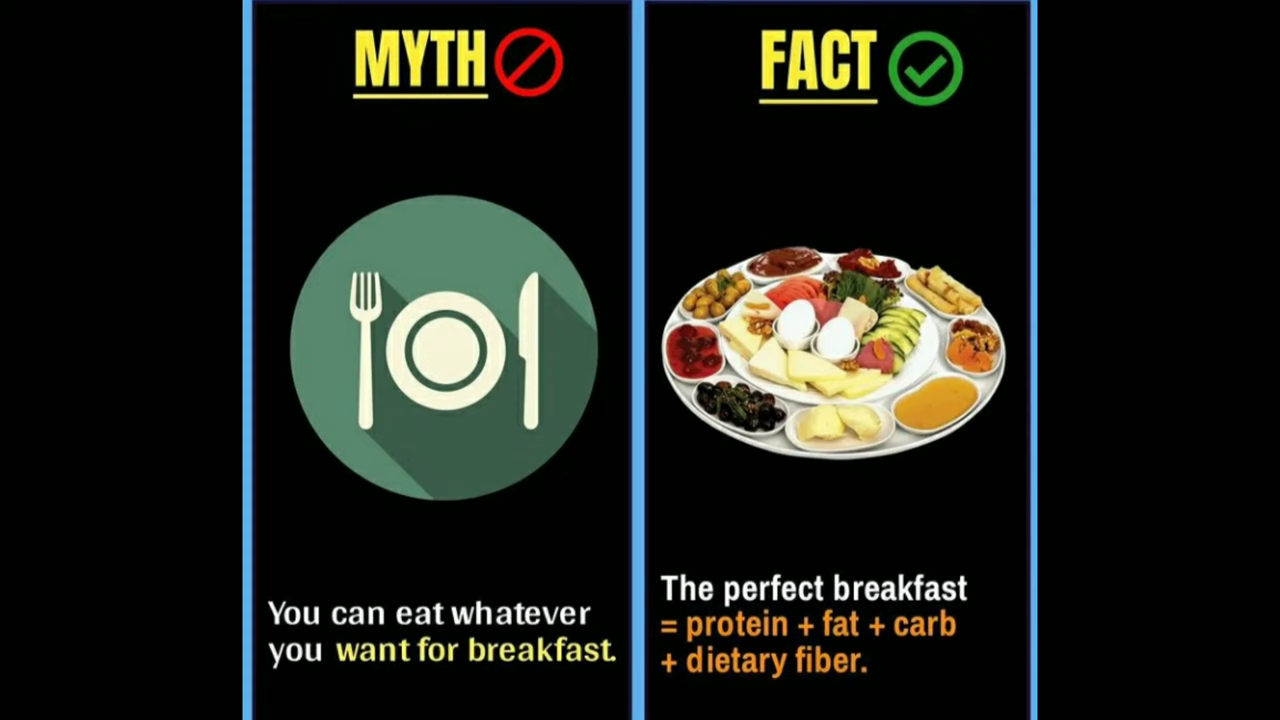 MYTH
You can eat whatever
you want for breakfast.
FACT
The perfect breakfast
= protein + fat + carb
+ dietary fiber.